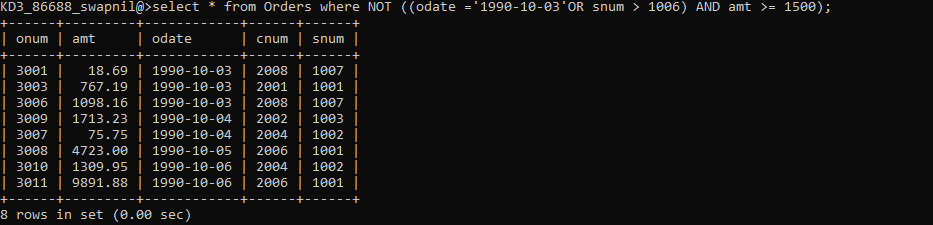 KD3_86688_swapnil@>select * from Orders where NOT ((odate ='1990-10-03'OR snum > 1006) AND amt >= 1500);
+------+---------+------------+------+------+
| onum | amt     | odate      | cnum | snum |
+------+---------+------------+------+------+
| 3001 |   18.69 | 1990-10-03 | 2008 | 1007 |
| 3003 |  767.19 | 1990-10-03 | 2001 | 1001 |
| 3006 | 1098.16 | 1990-10-03 | 2008 | 1007 |
| 3009 | 1713.23 | 1990-10-04 | 2002 | 1003 |
| 3007 |   75.75 | 1990-10-04 | 2004 | 1002 |
| 3008 | 4723.00 | 1990-10-05 | 2006 | 1001 |
| 3010 | 1309.95 | 1990-10-06 | 2004 | 1002 |
| 3011 | 9891.88 | 1990-10-06 | 2006 | 1001 |
+------+---------+------------+------+------+
8 rows in set (0.00 sec)